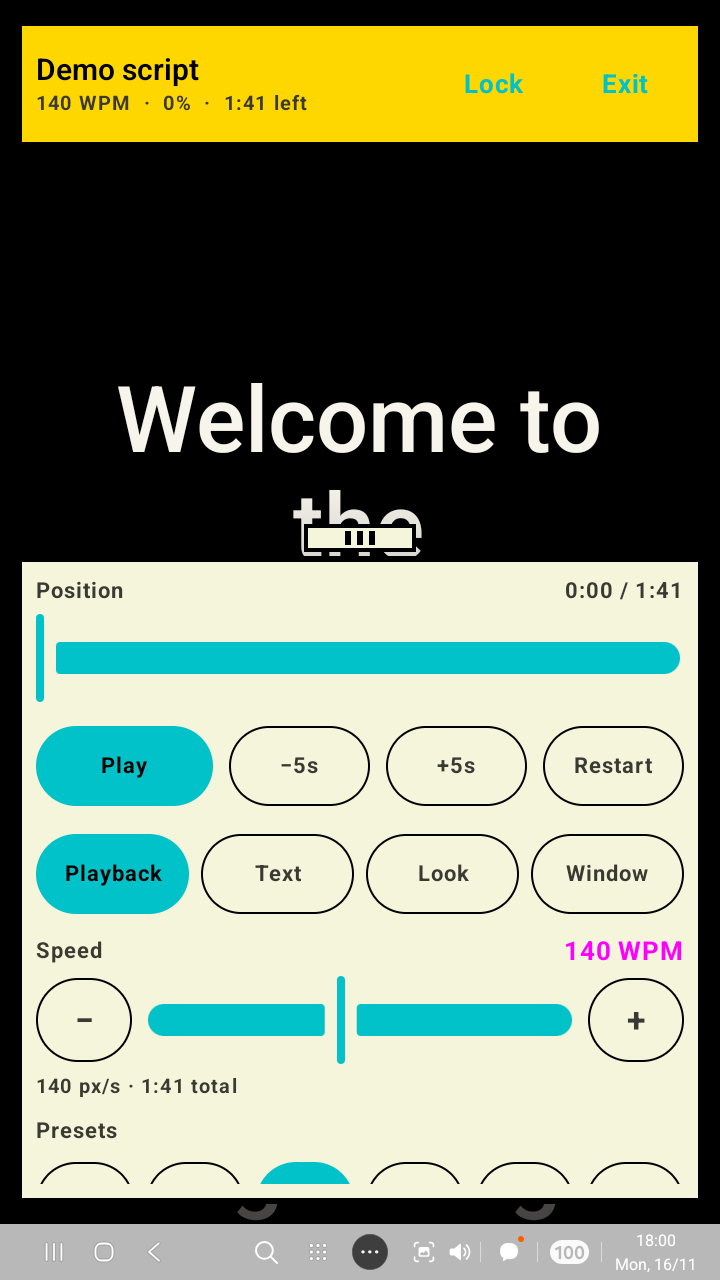 Demo script
140 WPM · 0% · 1:41 left
Lock
Exit
Welcome to
the
Position
0:00 / 1:41
Play
−5s
+5s
Restart
Playback
Text
Look
Window
Speed
140 WPM
−
+
140 px/s · 1:41 total
Presets
100
18:00
Mon, 16/11